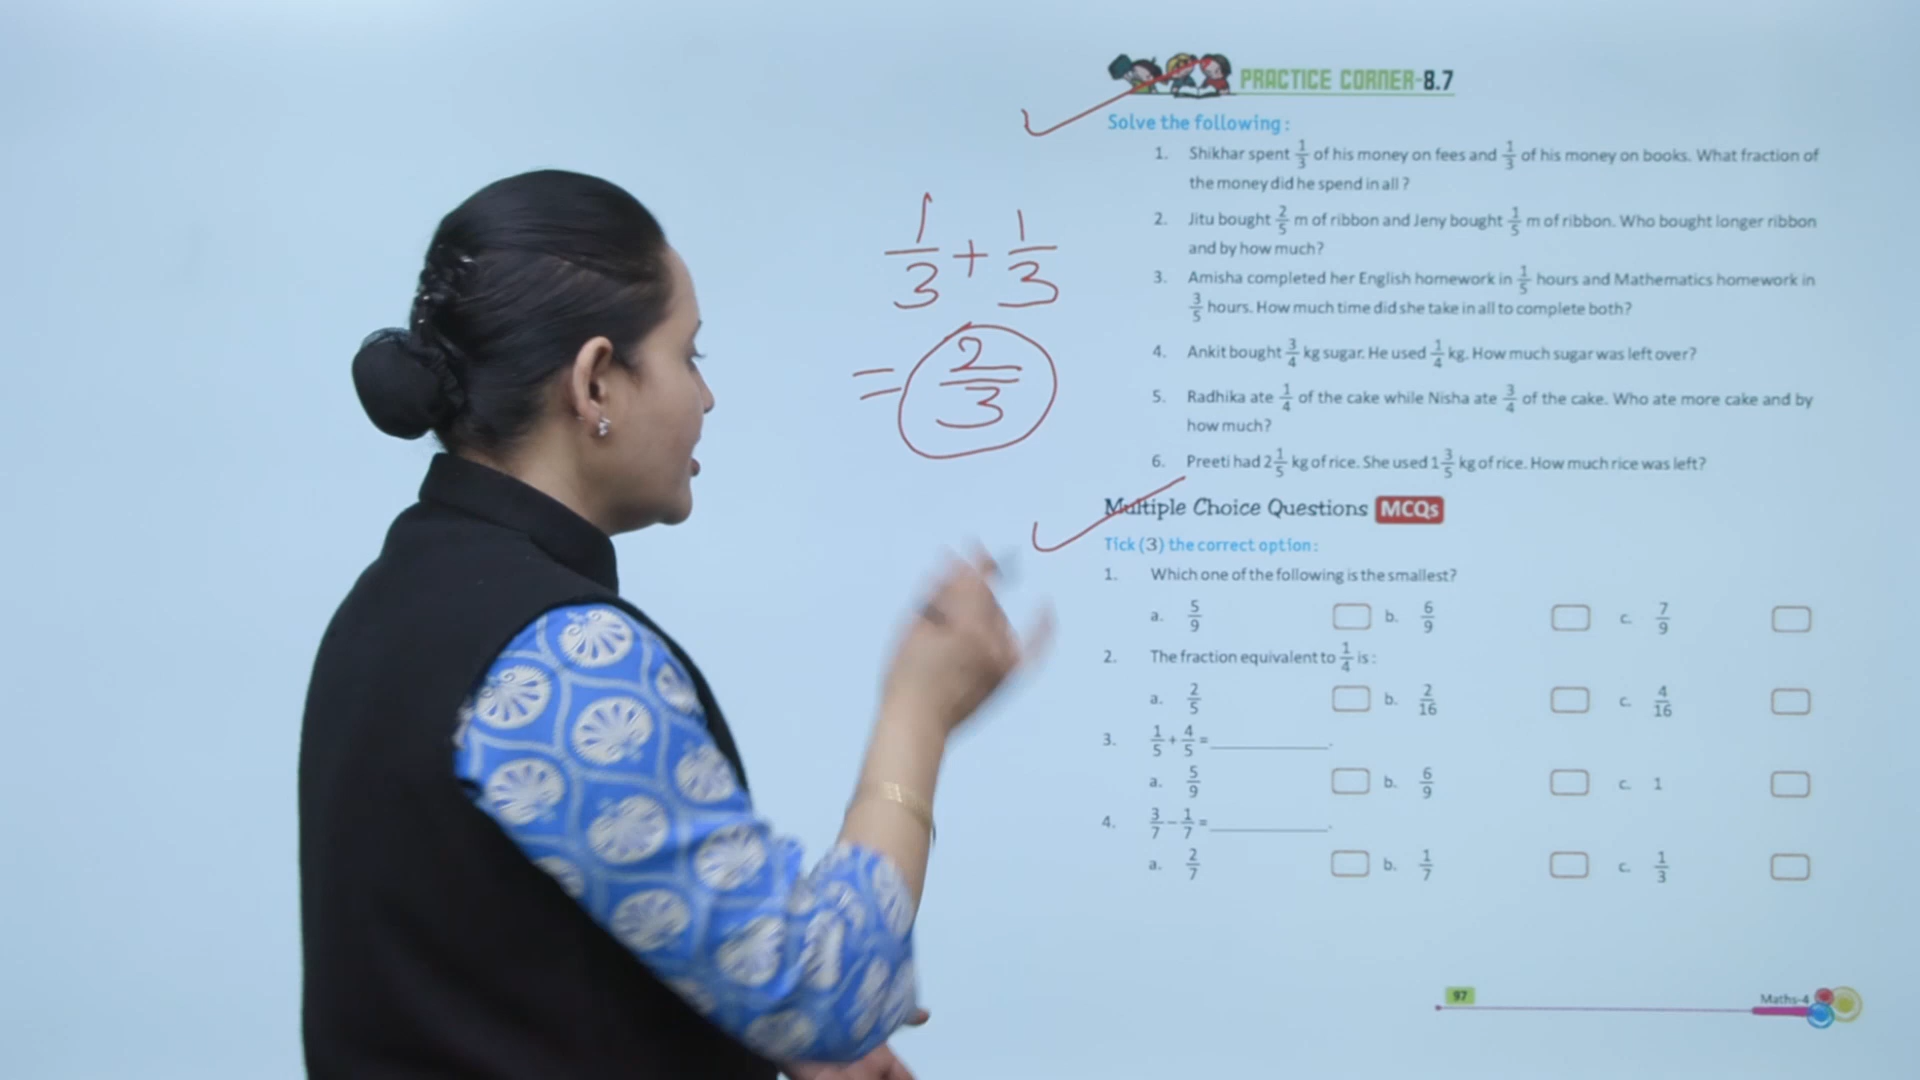 PRACTICE CORNER-8.7
Solve the following:
1. Shikhar spent 1/3 of his money on fees and 1/3 of his money on books. What fraction of
the money did he spend in all?
2. Jitu bought 2/5 m of ribbon and Jeny bought 1/5 m of ribbon. Who bought longer ribbon
and by how much?
3. Amisha completed her English homework in 1/5 hours and Mathematics homework in
3/5 hours. How much time did she take in all to complete both?
4. Ankit bought 3/4 kg sugar. He used 1/4 kg. How much sugar was left over?
5. Radhika ate 1/4 of the cake while Nisha ate 3/4 of the cake. Who ate more cake and by
how much?
6. Preeti had 2 1/5 kg of rice. She used 1 3/5 kg of rice. How much rice was left?
1/3 + 1/3
= 2/3
Multiple Choice Questions MCQs
Tick (3) the correct option:
1. Which one of the following is the smallest?
a. 5/9 b. 6/9 c. 7/9
2. The fraction equivalent to 1/4 is:
a. 2/5 b. 2/16 c. 4/16
3. 1/5 + 4/5 = ____________.
a. 5/9 b. 6/9 c. 1
4. 3/7 − 1/7 = ____________.
a. 2/7 b. 1/7 c. 1/3
97
Maths-4